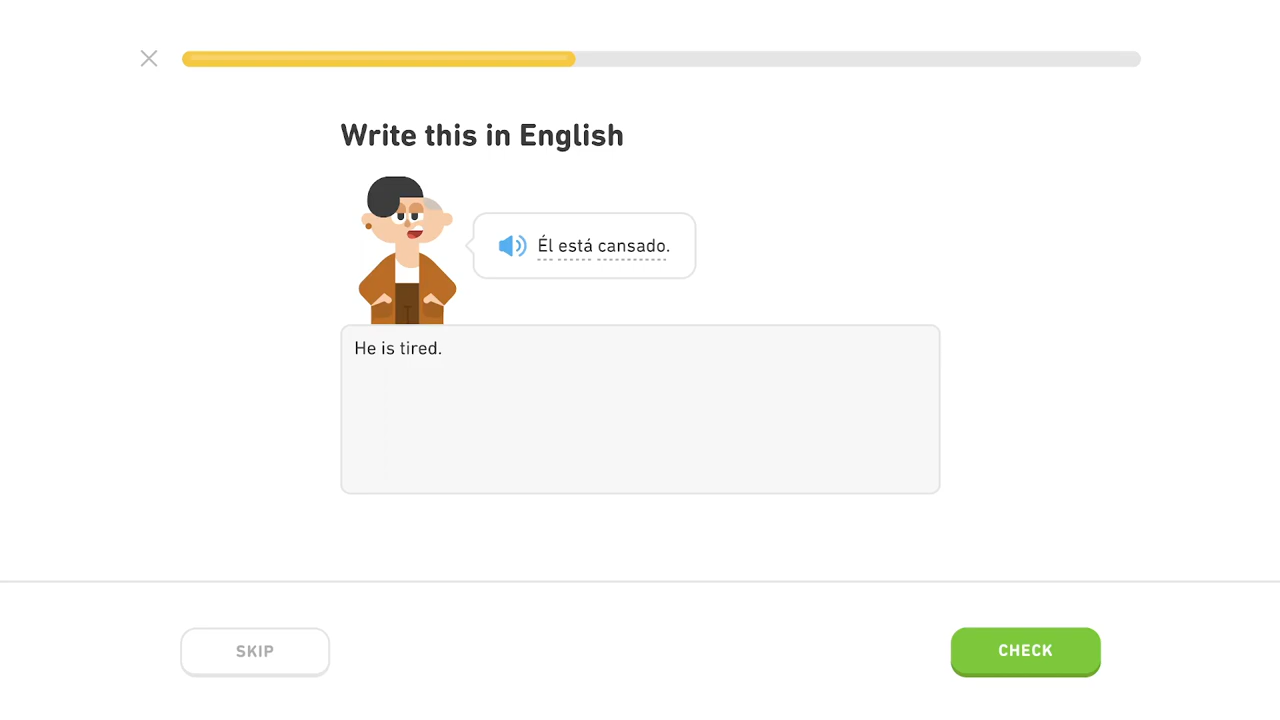 Write this in English
Él está cansado.
He is tired.
SKIP
CHECK